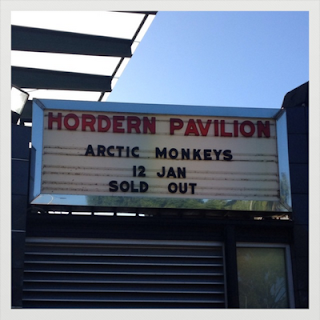 HORDERN PAVILION
ARCTIC MONKEYS
12 JAN
SOLD OUT